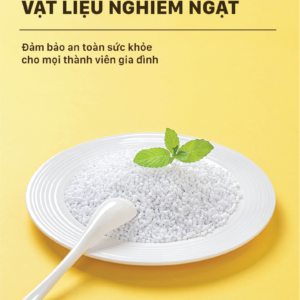 VẬT LIỆU NGHIÊM NGẶT
Đảm bảo an toàn sức khỏe
cho mọi thành viên gia đình